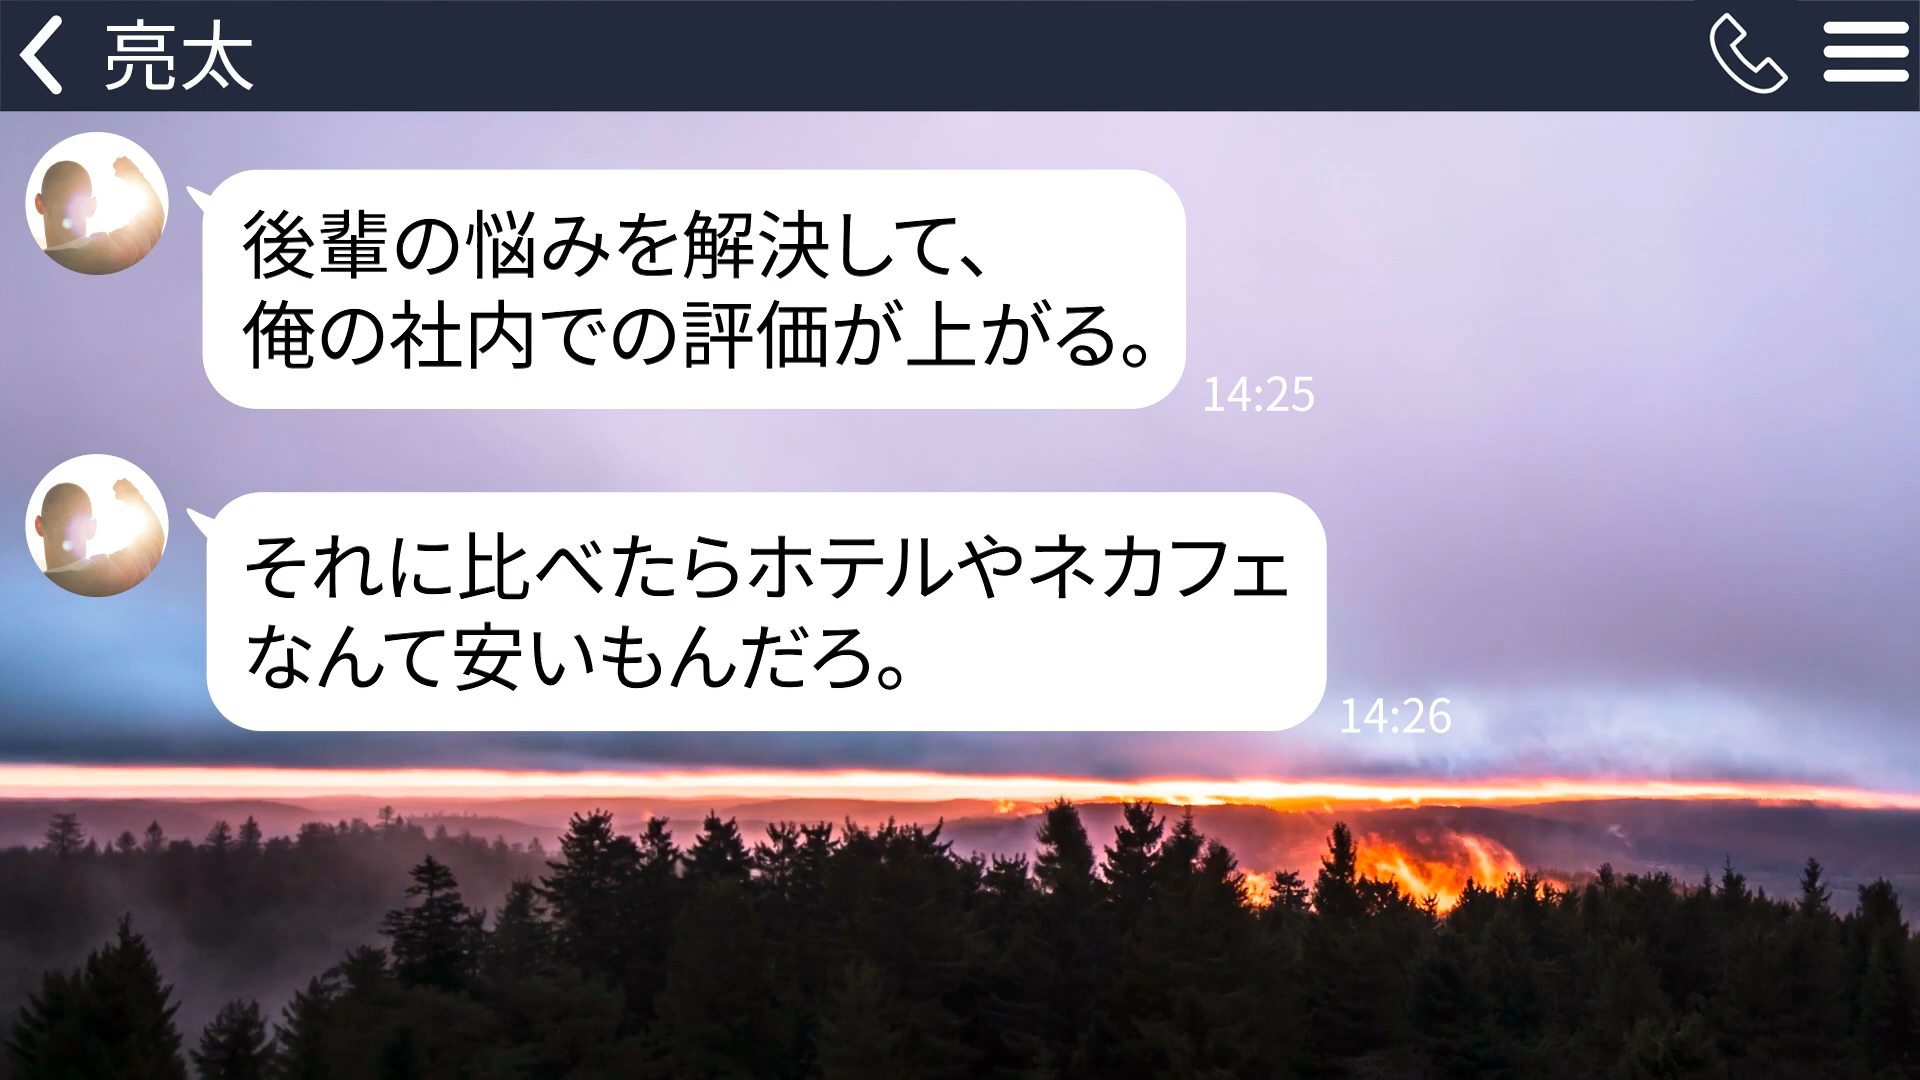 亮太
後輩の悩みを解決して、
俺の社内での評価が上がる。
14:25
それに比べたらホテルやネカフェ
なんて安いもんだろ。
14:26